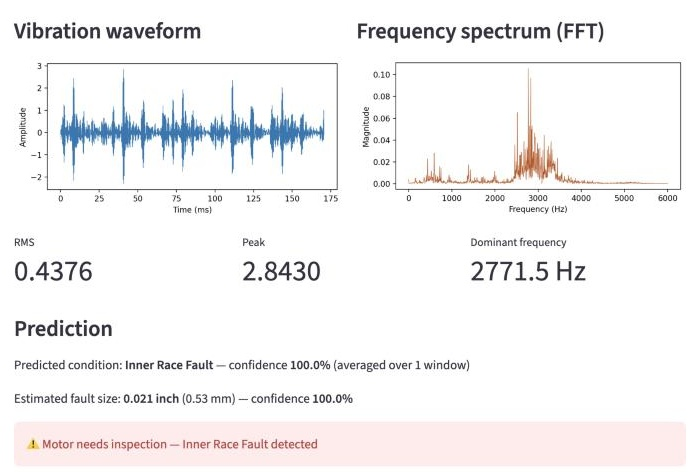 Vibration waveform
Frequency spectrum (FFT)
3
2
1
0
−1
−2
Amplitude
0
25
50
75
100
125
150
175
Time (ms)
0.10
0.08
0.06
0.04
0.02
0.00
Magnitude
0
1000
2000
3000
4000
5000
6000
Frequency (Hz)
RMS
Peak
Dominant frequency
0.4376
2.8430
2771.5 Hz
Prediction
Predicted condition: Inner Race Fault — confidence 100.0% (averaged over 1 window)
Estimated fault size: 0.021 inch (0.53 mm) — confidence 100.0%
⚠️ Motor needs inspection — Inner Race Fault detected